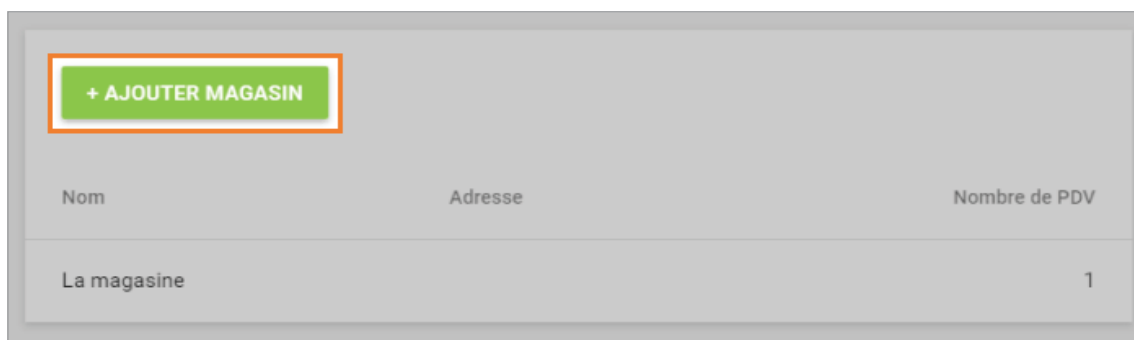 + AJOUTER MAGASIN
Nom Adresse Nombre de PDV
La magasine 1